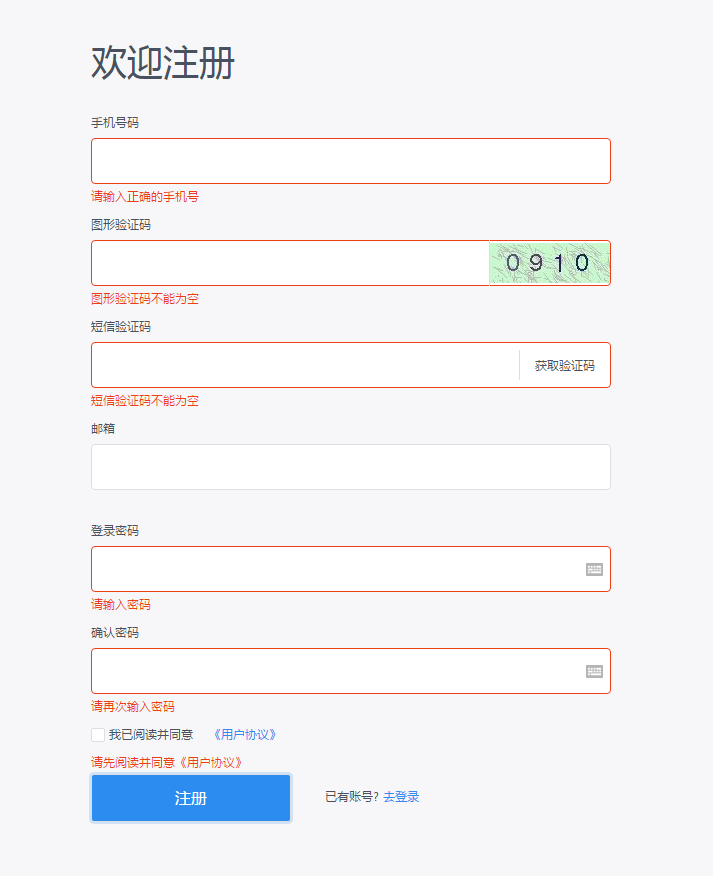 欢迎注册
手机号码
请输入正确的手机号
图形验证码
0910
图形验证码不能为空
短信验证码
获取验证码
短信验证码不能为空
邮箱
登录密码
请输入密码
确认密码
请再次输入密码
我已阅读并同意 《用户协议》
请先阅读并同意《用户协议》
注册 已有账号? 去登录